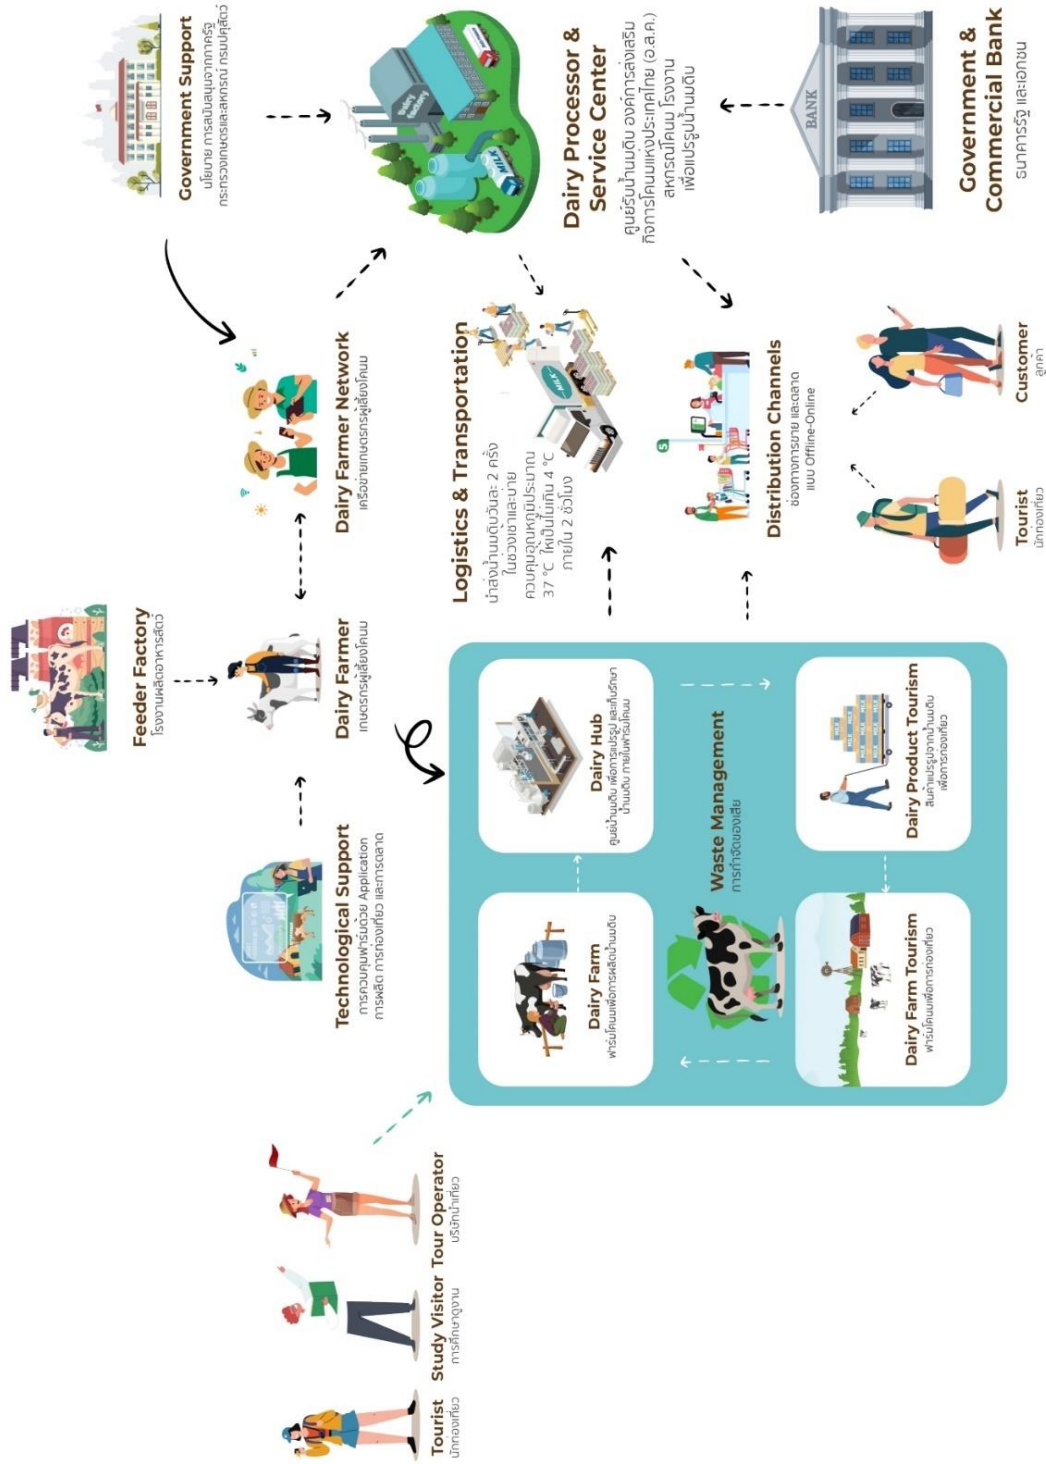 Feeder Factory
โรงงานผลิตอาหารสัตว์
Government Support
นโยบาย การสนับสนุนจากภาครัฐ
กระทรวงเกษตรและสหกรณ์ กรมปศุสัตว์
Technological Support
การควบคุมฟาร์มด้วย Application
การผลิต การท่องเที่ยว และการตลาด
Dairy Farmer
เกษตรกรผู้เลี้ยงโคนม
Dairy Farmer Network
เครือข่ายเกษตรกรผู้เลี้ยงโคนม
dairy
factory
MILK
Dairy Processor &
Service Center
ศูนย์รับน้ำนมดิบ องค์การส่งเสริม
กิจการโคนมแห่งประเทศไทย (อ.ส.ค.)
สหกรณ์โคนม โรงงาน
เพื่อแปรรูปน้ำนมดิบ
Tourist
นักท่องเที่ยว
Study Visitor
การศึกษาดูงาน
Tour Operator
บริษัทนำเที่ยว
Logistics & Transportation
นำส่งน้ำนมดิบวันละ 2 ครั้ง
ในช่วงเช้าและบาย
ควบคุมอุณหภูมิประมาณ
37 °C ให้เป็นไม่เกิน 4 °C
ภายใน 2 ชั่วโมง
MILK
Dairy Farm
ฟาร์มโคนมเพื่อการผลิตน้ำนมดิบ
Dairy Hub
ศูนย์น้ำนมดิบ เพื่อการแปรรูป และเก็บรักษา
น้ำนมดิบ ภายในฟาร์มโคนม
Waste Management
การกำจัดของเสีย
Dairy Farm Tourism
ฟาร์มโคนมเพื่อการท่องเที่ยว
MILK
Dairy Product Tourism
สินค้าแปรรูปจากน้ำนมดิบ
เพื่อการท่องเที่ยว
S
Distribution Channels
ช่องทางการขาย และตลาด
แบบ Offline-Online
BANK
Government &
Commercial Bank
ธนาคารรัฐ และเอกชน
Tourist
นักท่องเที่ยว
Customer
ลูกค้า